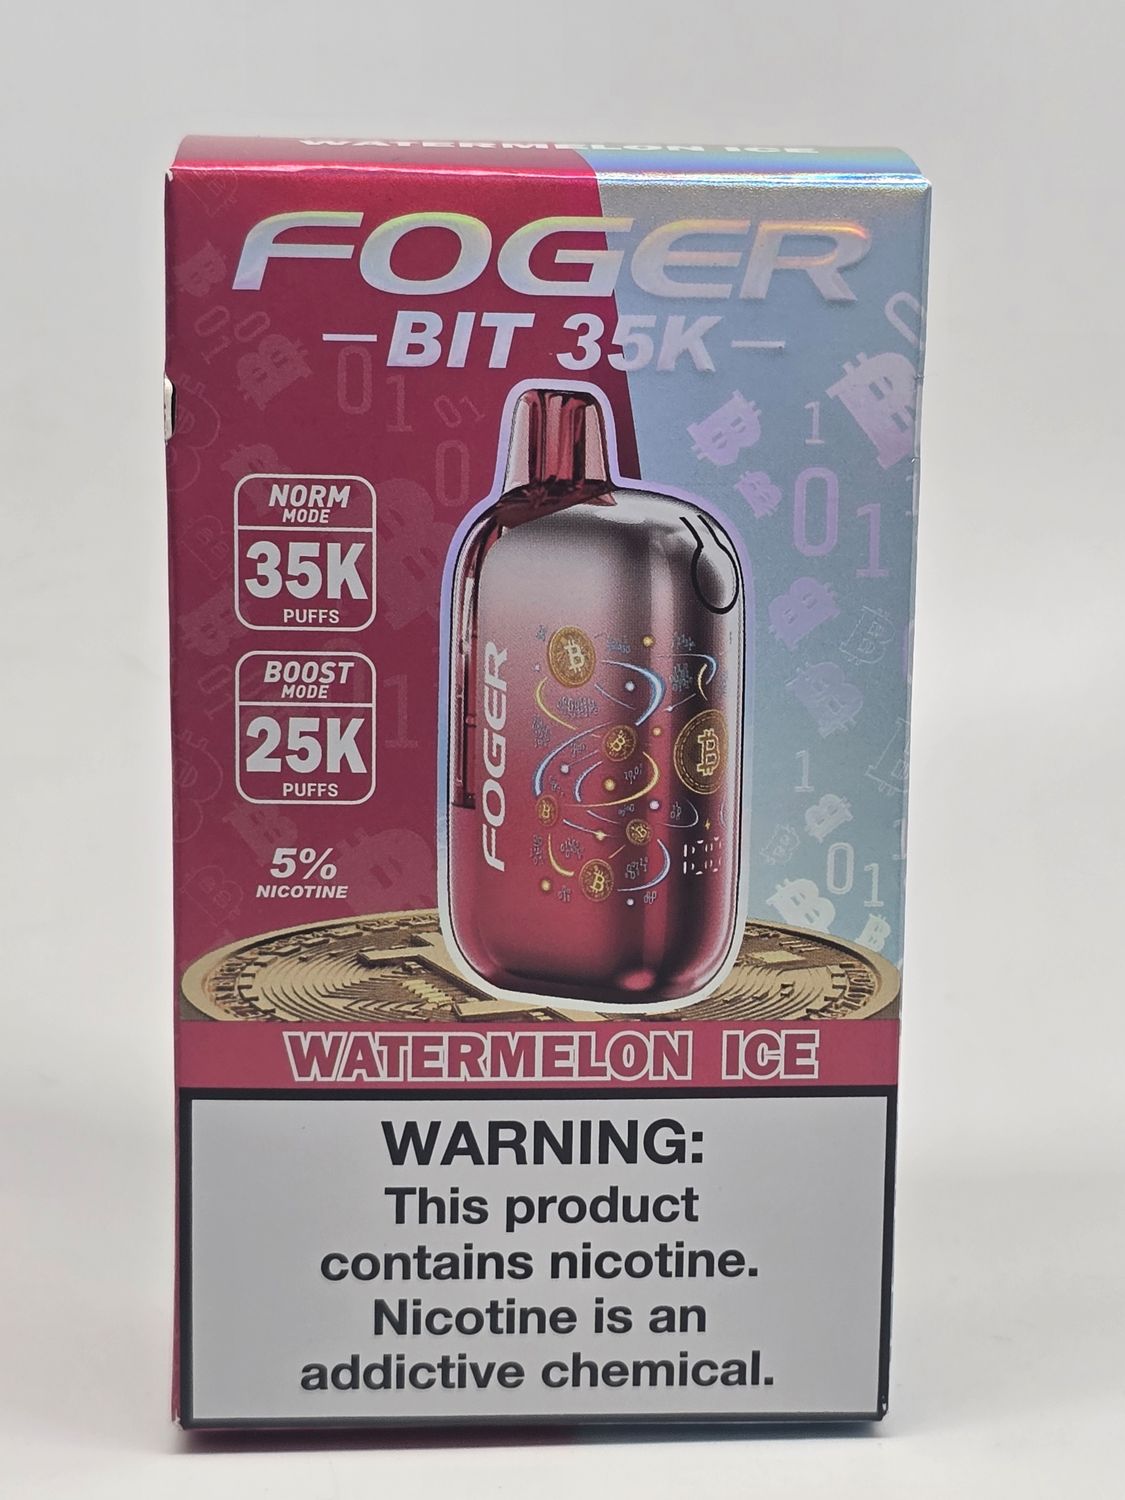 WATERMELON ICE
FOGER
BIT 35K
NORM
MODE
35K
PUFFS
BOOST
MODE
25K
PUFFS
5%
NICOTINE
FOGER
WATERMELON ICE
WARNING:
This product
contains nicotine.
Nicotine is an
addictive chemical.